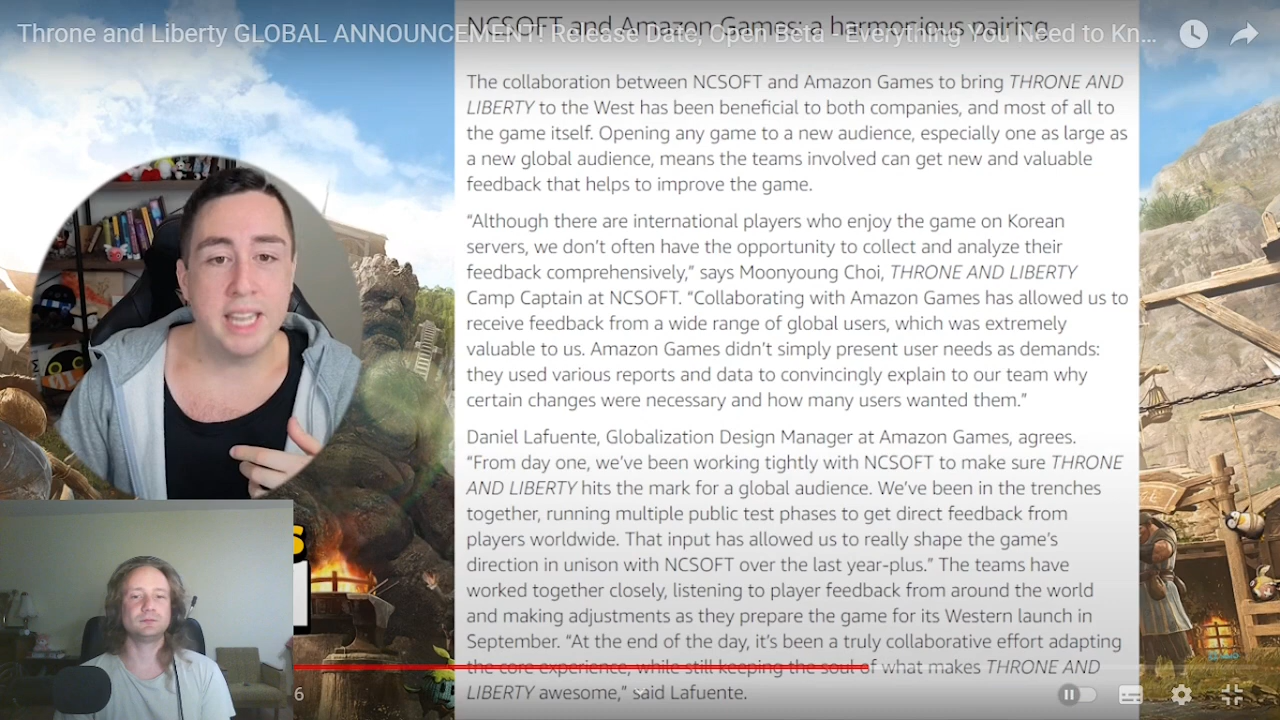 NCSOFT and Amazon Games: a harmonious pairing
Throne and Liberty GLOBAL ANNOUNCEMENT! Release Date, Open Beta - Everything You Need to Kn...
The collaboration between NCSOFT and Amazon Games to bring THRONE AND
LIBERTY to the West has been beneficial to both companies, and most of all to
the game itself. Opening any game to a new audience, especially one as large as
a new global audience, means the teams involved can get new and valuable
feedback that helps to improve the game.
“Although there are international players who enjoy the game on Korean
servers, we don’t often have the opportunity to collect and analyze their
feedback comprehensively,” says Moonyoung Choi, THRONE AND LIBERTY
Camp Captain at NCSOFT. “Collaborating with Amazon Games has allowed us to
receive feedback from a wide range of global users, which was extremely
valuable to us. Amazon Games didn’t simply present user needs as demands:
they used various reports and data to convincingly explain to our team why
certain changes were necessary and how many users wanted them.”
Daniel Lafuente, Globalization Design Manager at Amazon Games, agrees.
“From day one, we’ve been working tightly with NCSOFT to make sure THRONE
AND LIBERTY hits the mark for a global audience. We’ve been in the trenches
together, running multiple public test phases to get direct feedback from
players worldwide. That input has allowed us to really shape the game’s
direction in unison with NCSOFT over the last year-plus.” The teams have
worked together closely, listening to player feedback from around the world
and making adjustments as they prepare the game for its Western launch in
September. “At the end of the day, it’s been a truly collaborative effort adapting
the core experience, while still keeping the soul of what makes THRONE AND
LIBERTY awesome,” said Lafuente.
S
6